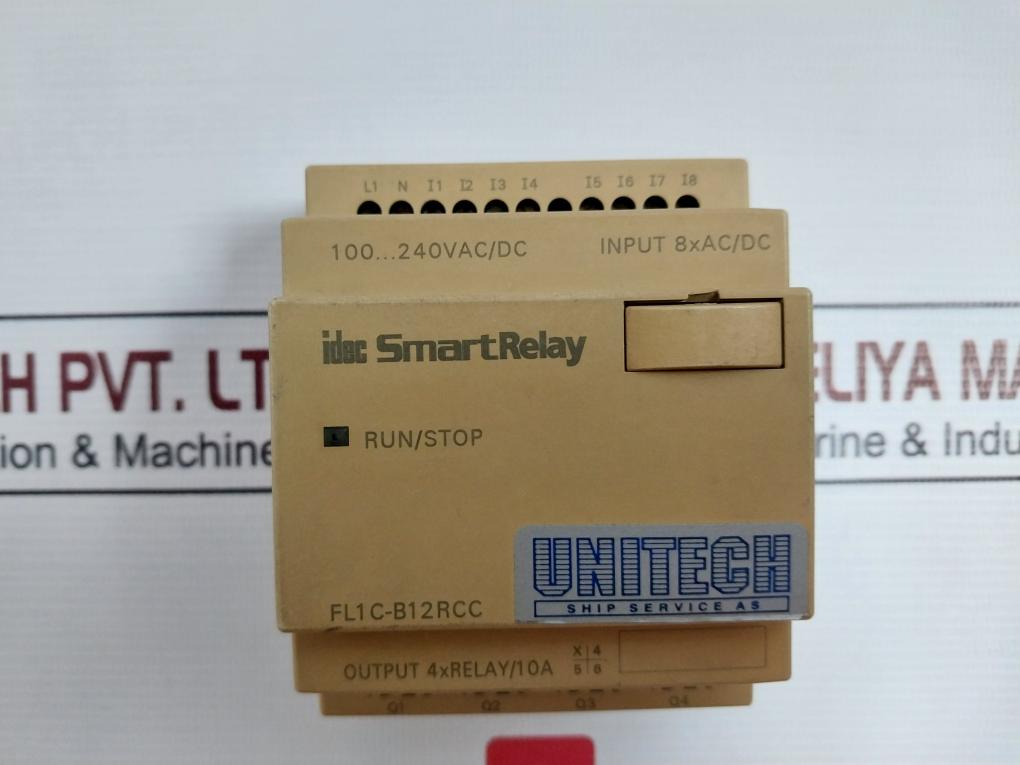 L1 N I1 I2 I3 I4 I5 I6 I7 I8
100...240VAC/DC INPUT 8xAC/DC
idec SmartRelay
H PVT. LT
ELIYA MA
RUN/STOP
ion & Machine
rine & Indu
UNITECH
SHIP SERVICE AS
FL1C-B12RCC
OUTPUT 4xRELAY/10A
X 4
5 6
Q1 Q2 Q3 Q4